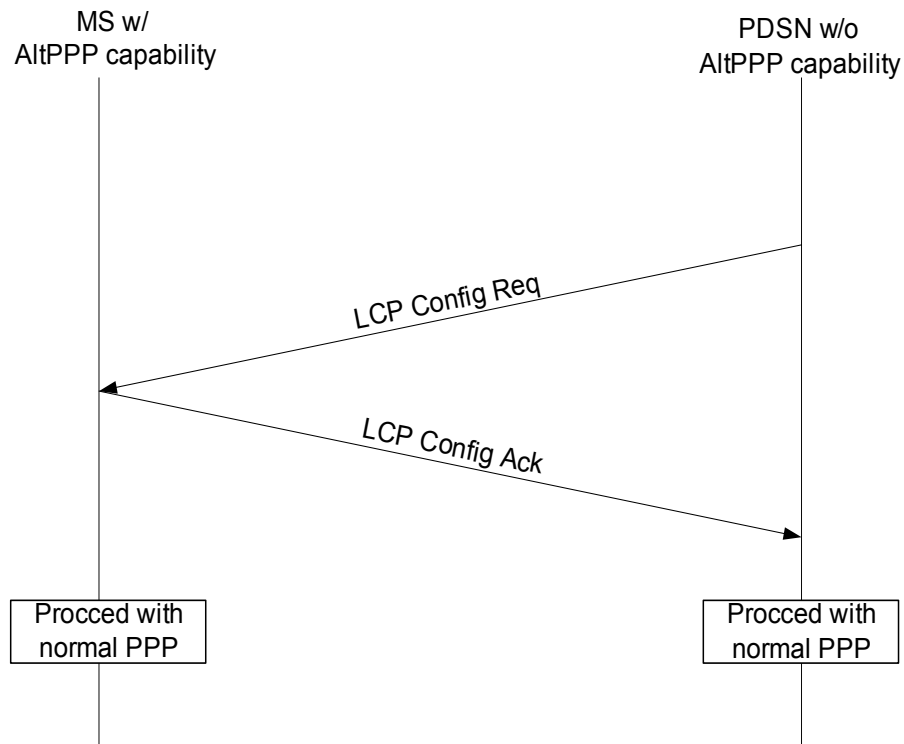 MS w/
AltPPP capability
PDSN w/o
AltPPP capability
LCP Config Req
LCP Config Ack
Procced with
normal PPP
Procced with
normal PPP